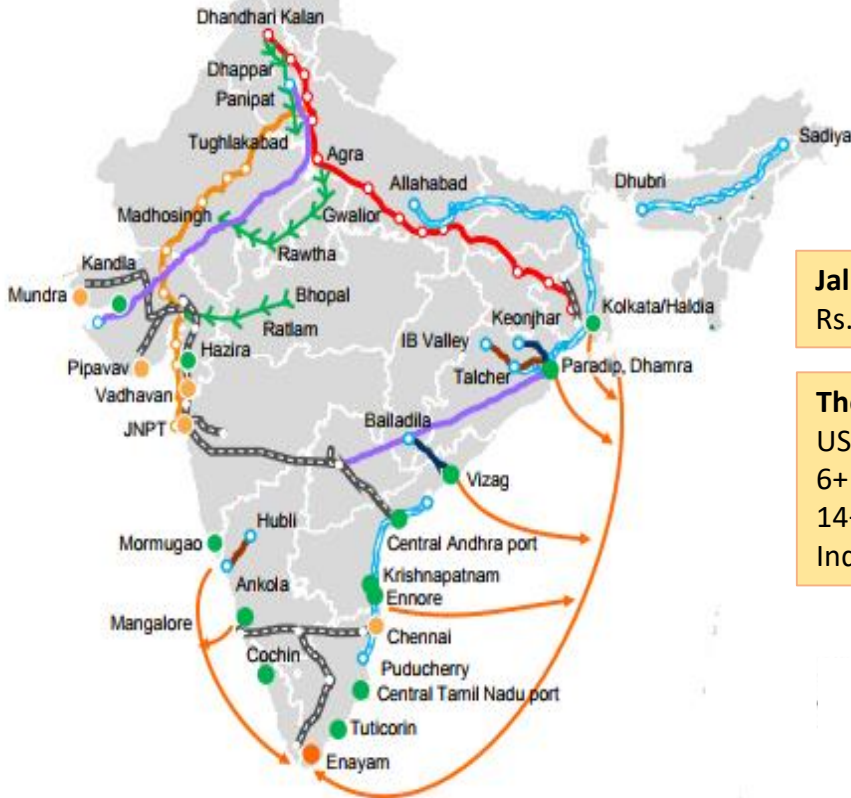 Dhandhari Kalan
Dhappar
Panipat
Tughlakabad
Agra
Sadiya
Allahabad
Dhubri
Madhosingh
Gwalior
Rawtha
Kandla
Mundra
Bhopal
Ratlam
Kolkata/Haldia
Keonjhar
Hazira
IB Valley
Pipavav
Talcher
Paradip, Dhamra
Vadhavan
JNPT
Bailadila
Vizag
Hubli
Mormugao
Central Andhra port
Ankola
Krishnapatnam
Ennore
Mangalore
Chennai
Cochin
Puducherry
Central Tamil Nadu port
Tuticorin
Enayam
Jal
Rs.
The
US
6+
14-
Ind